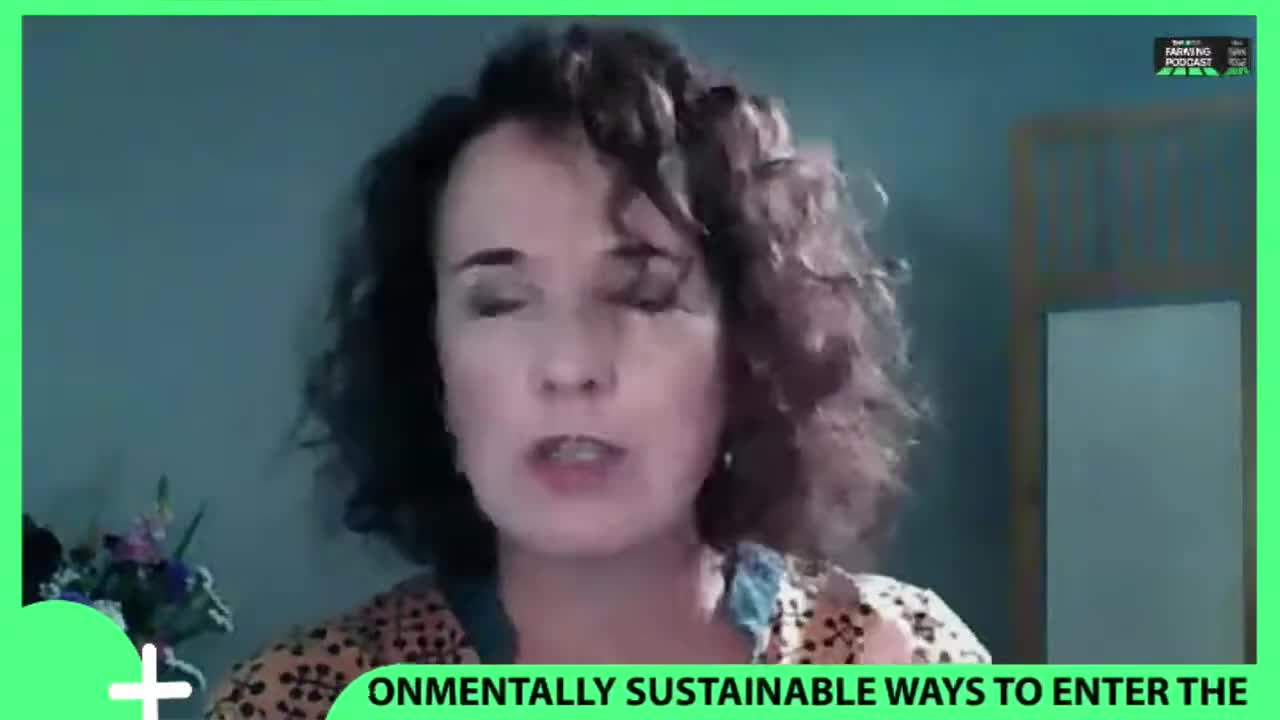 FARMING
PODCAST
ONMENTALLY SUSTAINABLE WAYS TO ENTER THE